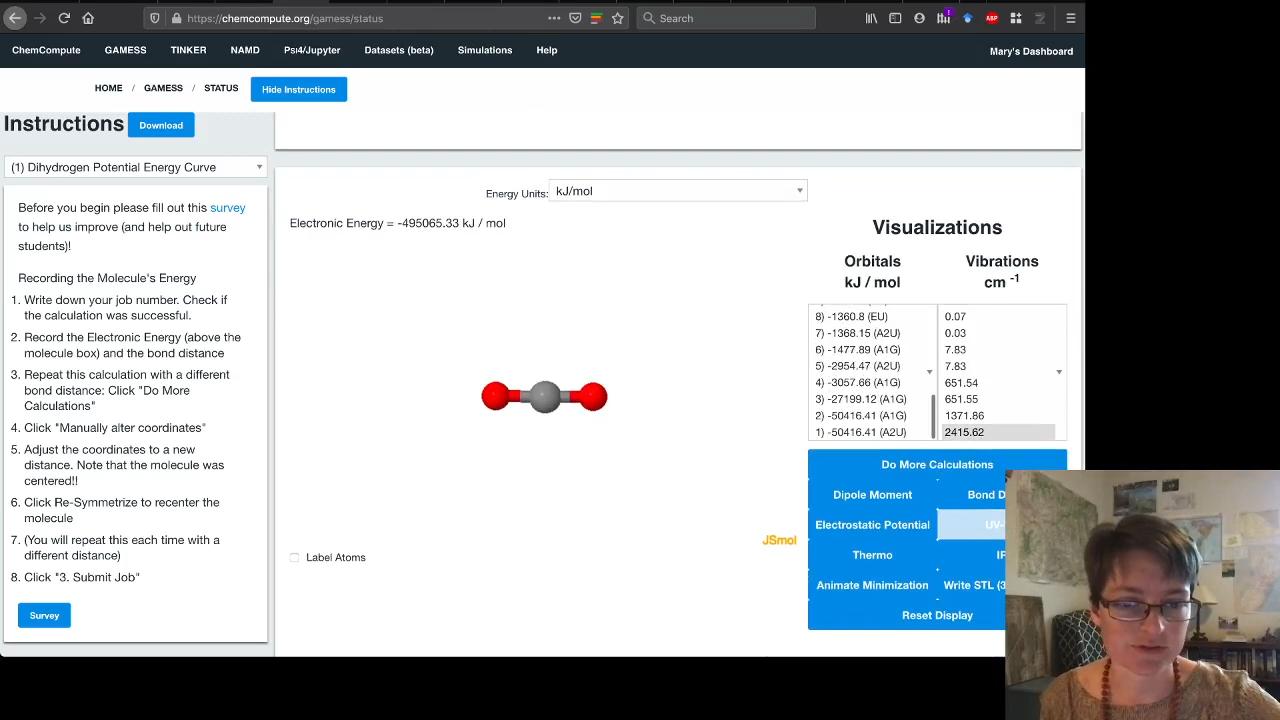 https://chemcompute.org/gamess/status
Search
ABP
ChemCompute GAMESS TINKER NAMD Psi4/Jupyter Datasets (beta) Simulations Help Mary's Dashboard
HOME / GAMESS / STATUS Hide Instructions
Instructions Download
(1) Dihydrogen Potential Energy Curve
Before you begin please fill out this survey
to help us improve (and help out future
students)!
Recording the Molecule's Energy
1. Write down your job number. Check if
the calculation was successful.
2. Record the Electronic Energy (above the
molecule box) and the bond distance
3. Repeat this calculation with a different
bond distance: Click "Do More
Calculations"
4. Click "Manually alter coordinates"
5. Adjust the coordinates to a new
distance. Note that the molecule was
centered!!
6. Click Re-Symmetrize to recenter the
molecule
7. (You will repeat this each time with a
different distance)
8. Click "3. Submit Job"
Survey
Energy Units: kJ/mol
Electronic Energy = -495065.33 kJ / mol
JSmol
Label Atoms
Visualizations
Orbitals Vibrations
kJ / mol cm -1
8) -1360.8 (EU) 0.07
7) -1368.15 (A2U) 0.03
6) -1477.89 (A1G) 7.83
5) -2954.47 (A2U) 7.83
4) -3057.66 (A1G) 651.54
3) -27199.12 (A1G) 651.55
2) -50416.41 (A1G) 1371.86
1) -50416.41 (A2U) 2415.62
Do More Calculations
Dipole Moment Bond D
Electrostatic Potential UV-
Thermo
Animate Minimization Write STL (3
Reset Display